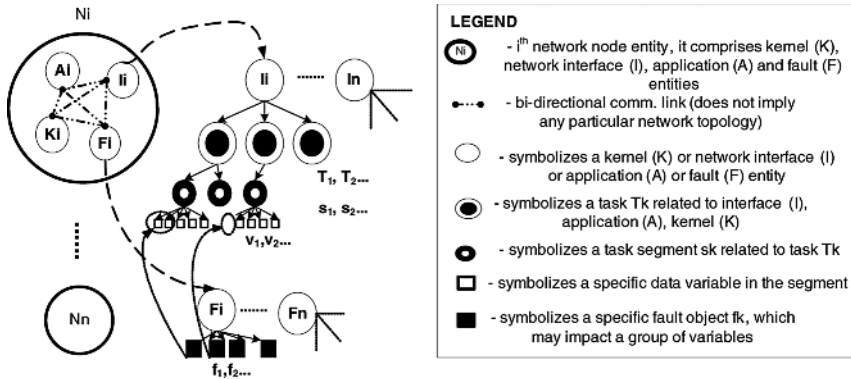 Ni
Ai
Ii
Ki
Fi
Ii
In
T1, T2...
s1, s2...
v1,v2...
Nn
Fi
Fn
f1,f2...
LEGEND
Ni
- ith network node entity, it comprises kernel (K),
network interface (I), application (A) and fault (F)
entities
- bi-directional comm. link (does not imply
any particular network topology)
- symbolizes a kernel (K) or network interface (I)
or application (A) or fault (F) entity
- symbolizes a task Tk related to interface (I),
application (A), kernel (K)
- symbolizes a task segment sk related to task Tk
- symbolizes a specific data variable in the segment
- symbolizes a specific fault object fk, which
may impact a group of variables